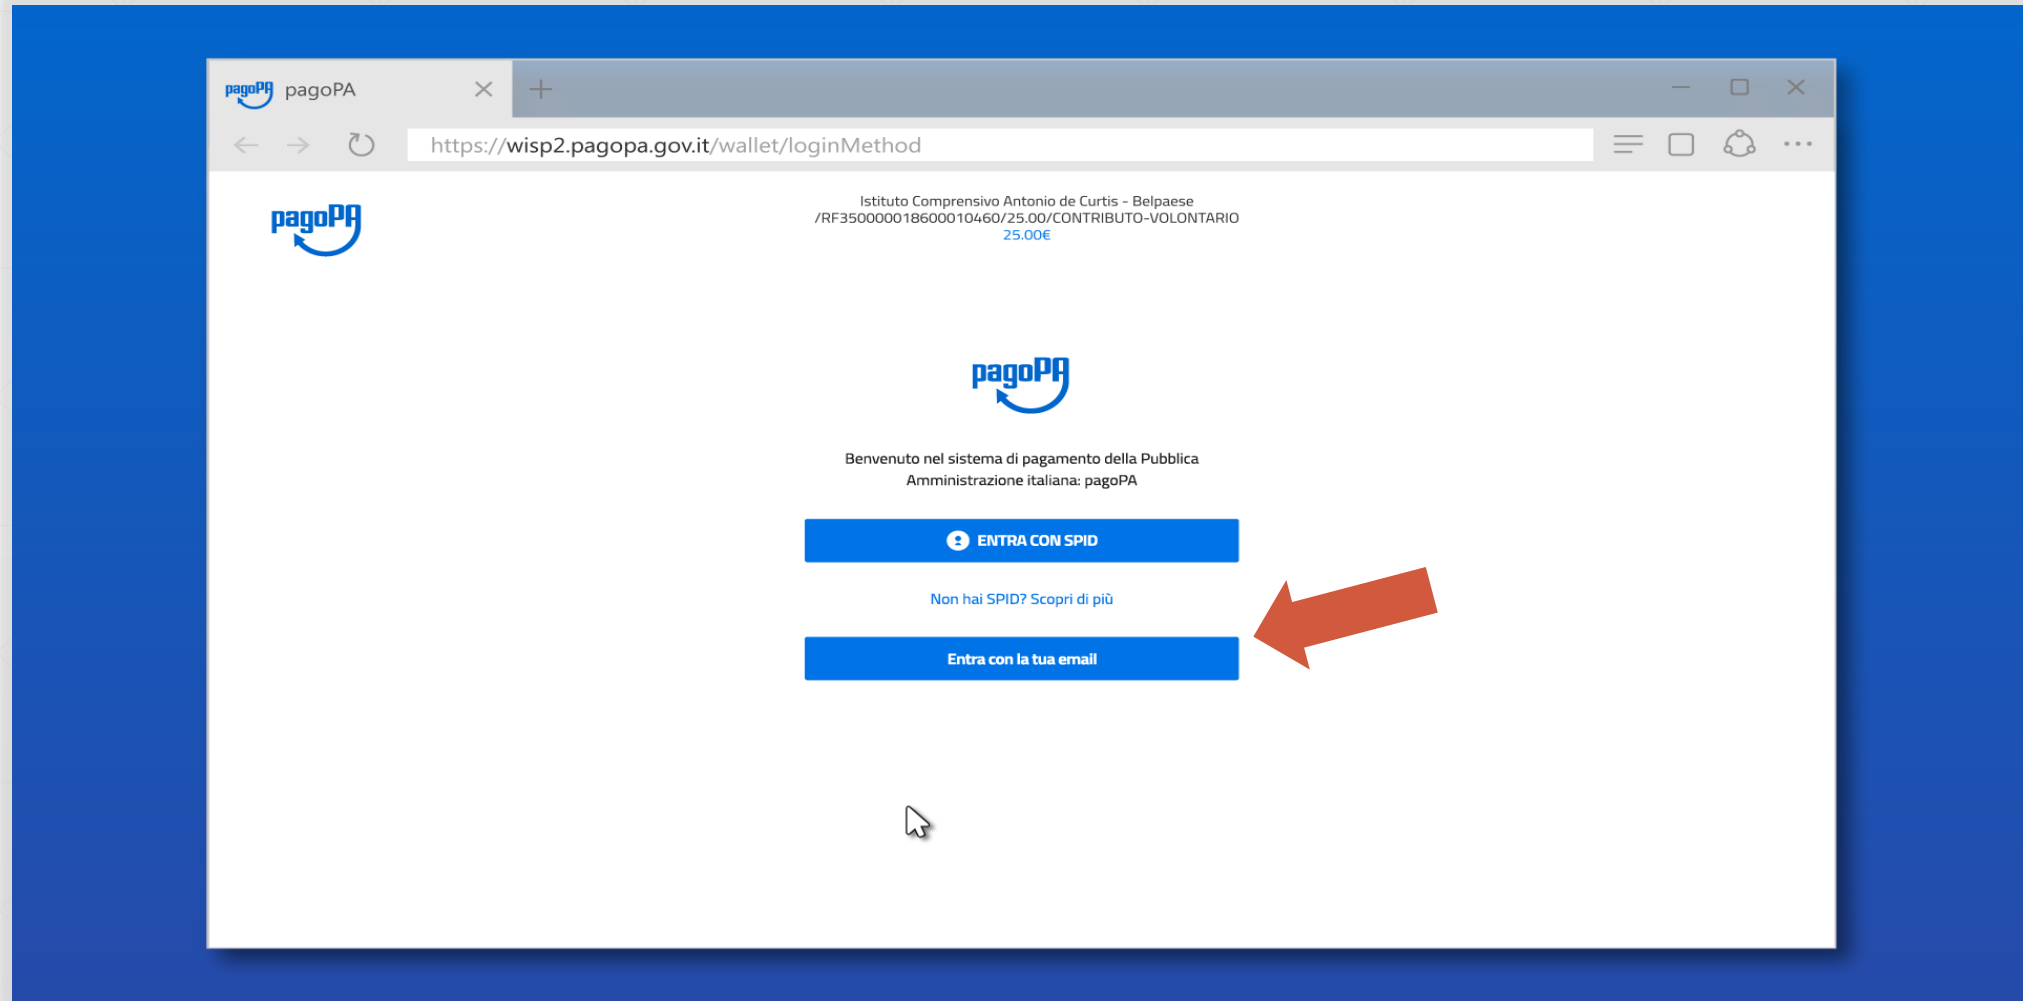 pagoPA pagoPA
https://wisp2.pagopa.gov.it/wallet/loginMethod
pagoPA
Istituto Comprensivo Antonio de Curtis - Belpaese
/RF35000001860001046​0/25.00/CONTRIBUTO-VOLONTARIO
25.00€
pagoPA
Benvenuto nel sistema di pagamento della Pubblica
Amministrazione italiana: pagoPA
ENTRA CON SPID
Non hai SPID? Scopri di più
Entra con la tua email